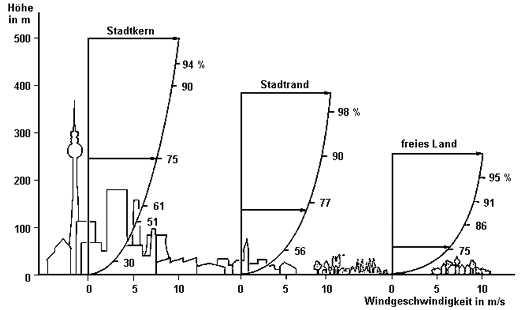 Höhe
in m
Stadtkern
500
94 %
90
400
Stadtrand
98 %
300
freies Land
75
90
95 %
200
61
77
91
51
86
100
56
75
30
0
0 5 10 0 5 10 0 5 10 m/s
Windgeschwindigkeit in m/s